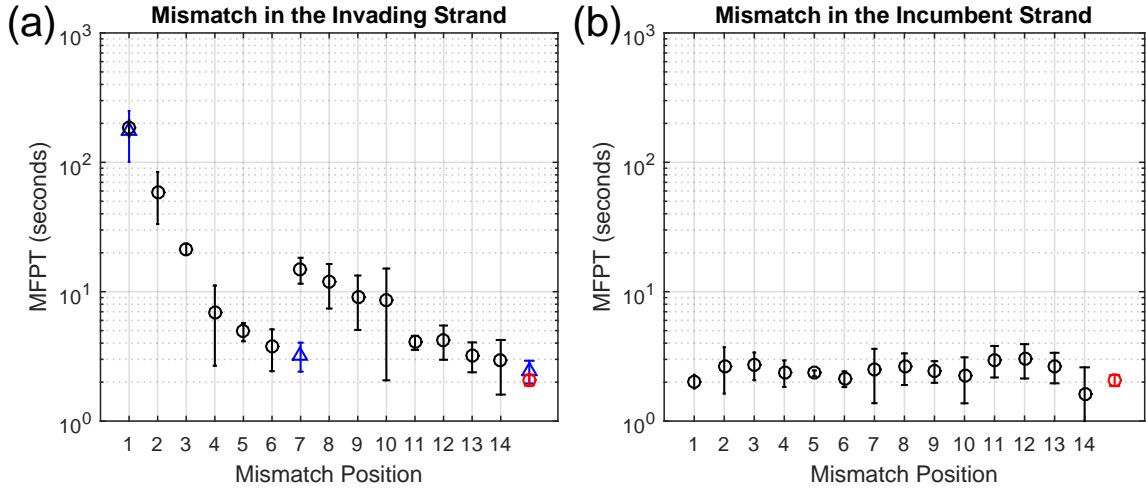 (a)
Mismatch in the Invading Strand
MFPT (seconds)
10^3
10^2
10^1
10^0
1 2 3 4 5 6 7 8 9 10 11 12 13 14
Mismatch Position
(b)
Mismatch in the Incumbent Strand
MFPT (seconds)
10^3
10^2
10^1
10^0
1 2 3 4 5 6 7 8 9 10 11 12 13 14
Mismatch Position